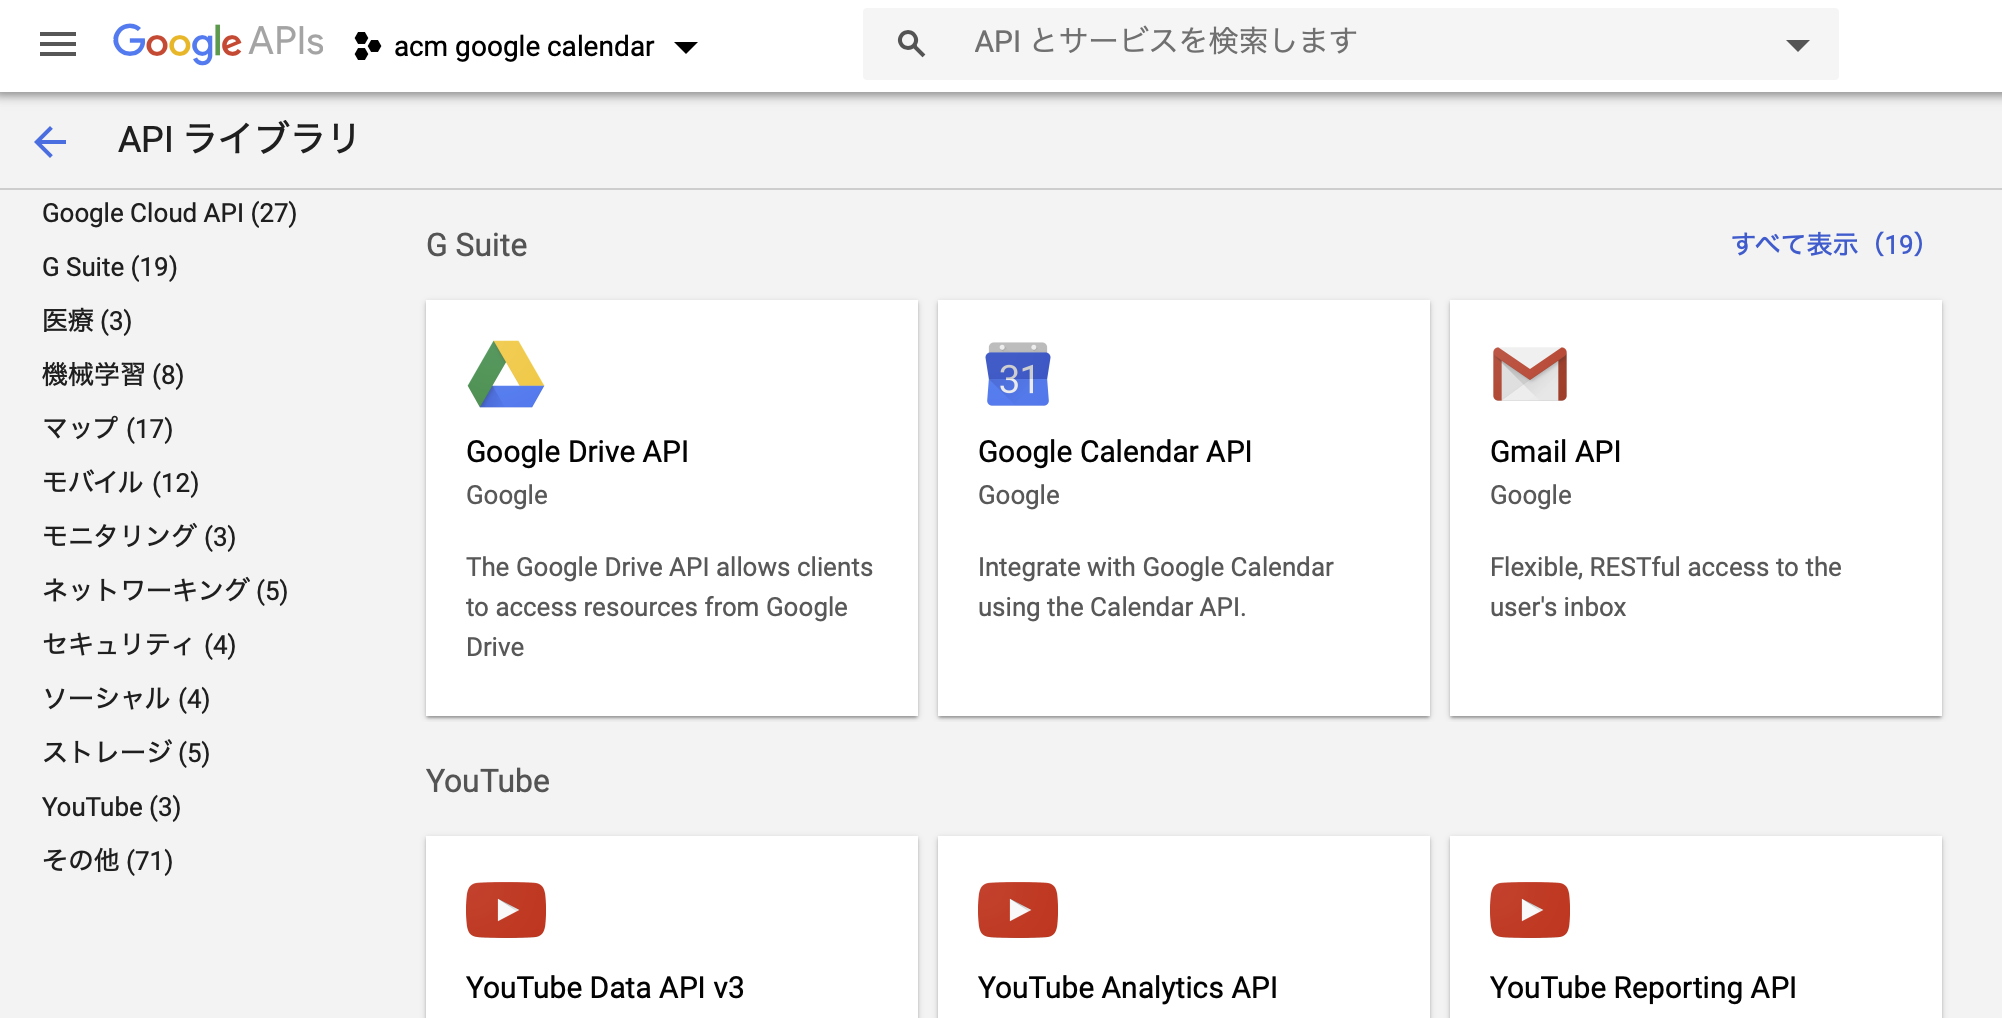 Google APIs
acm google calendar
API とサービスを検索します
API ライブラリ
Google Cloud API (27)
G Suite (19)
医療 (3)
機械学習 (8)
マップ (17)
モバイル (12)
モニタリング (3)
ネットワーキング (5)
セキュリティ (4)
ソーシャル (4)
ストレージ (5)
YouTube (3)
その他 (71)
G Suite
すべて表示（19）
31
Google Drive API
Google
The Google Drive API allows clients
to access resources from Google
Drive
Google Calendar API
Google
Integrate with Google Calendar
using the Calendar API.
Gmail API
Google
Flexible, RESTful access to the
user's inbox
YouTube
YouTube Data API v3
YouTube Analytics API
YouTube Reporting API